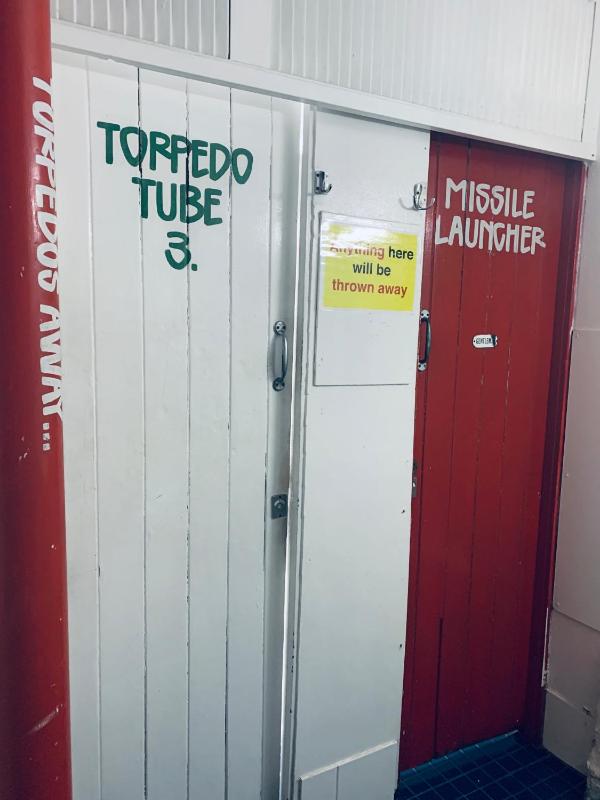 TORPEDOS AWAY...
TORPEDO
TUBE
3.
Anything here
will be
thrown away
MISSILE
LAUNCHER